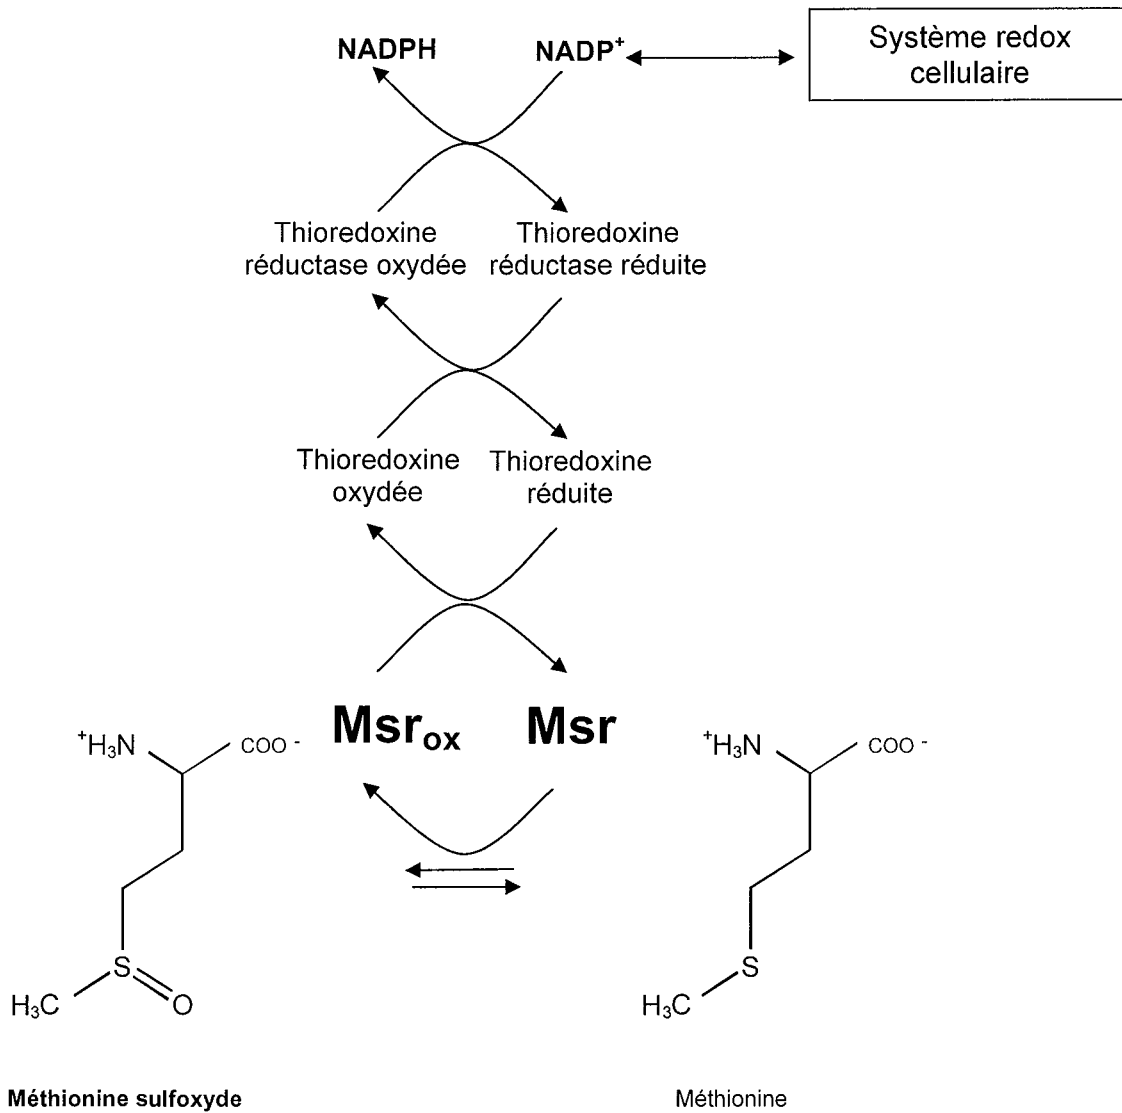 NADPH
NADP+
Système redox
cellulaire
Thioredoxine
réductase oxydée
Thioredoxine
réductase réduite
Thioredoxine
oxydée
Thioredoxine
réduite
Msrox
Msr
+H3N
COO -
S
O
H3C
+H3N
COO -
S
H3C
Méthionine sulfoxyde
Méthionine